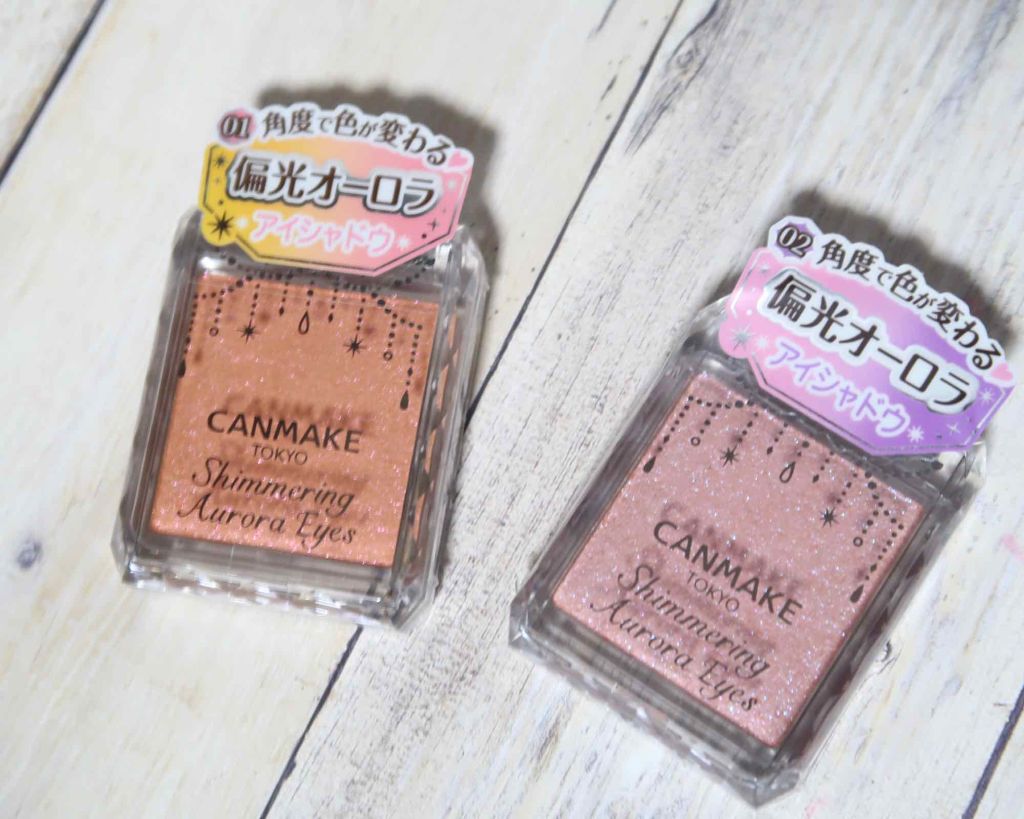 01 角度で色が変わる
偏光オーロラ
アイシャドウ
CANMAKE
TOKYO
Shimmering
Aurora Eyes
02 角度で色が変わる
偏光オーロラ
アイシャドウ
CANMAKE
TOKYO
Shimmering
Aurora Eyes